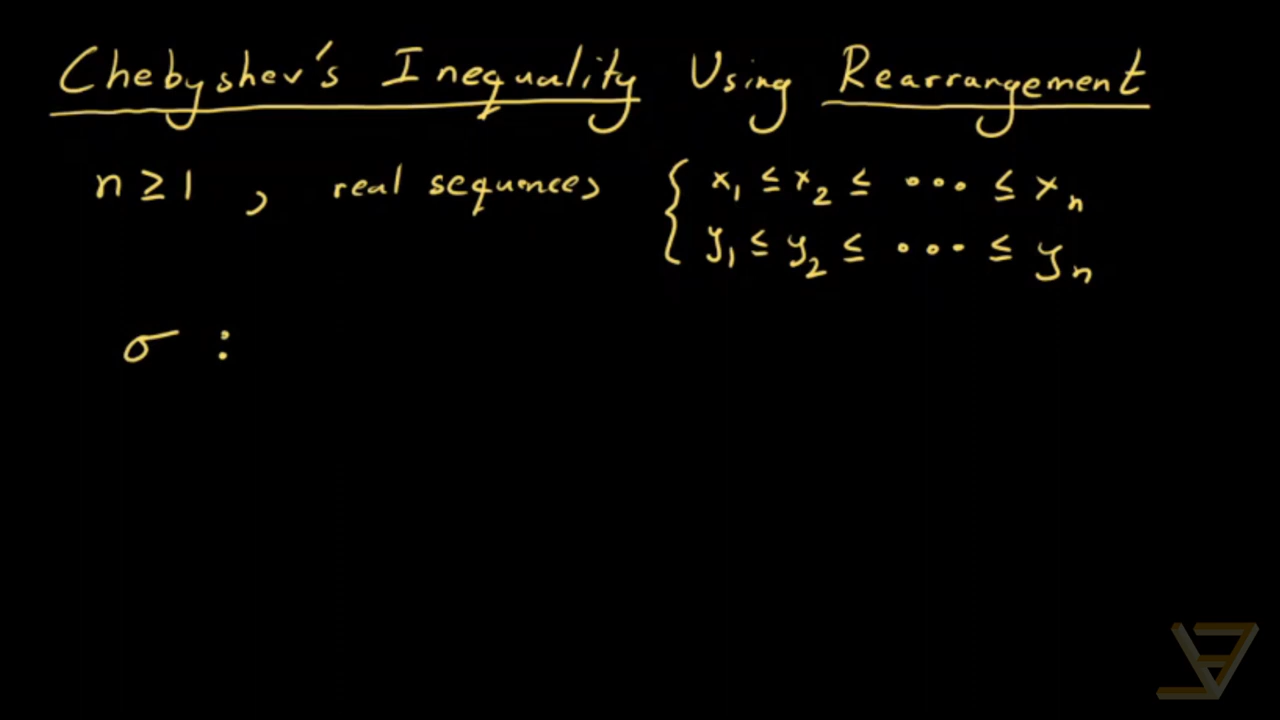 Chebyshev's Inequality Using Rearrangement
n ≥ 1 , real sequences { x₁ ≤ x₂ ≤ ... ≤ xₙ
y₁ ≤ y₂ ≤ ... ≤ yₙ
σ :